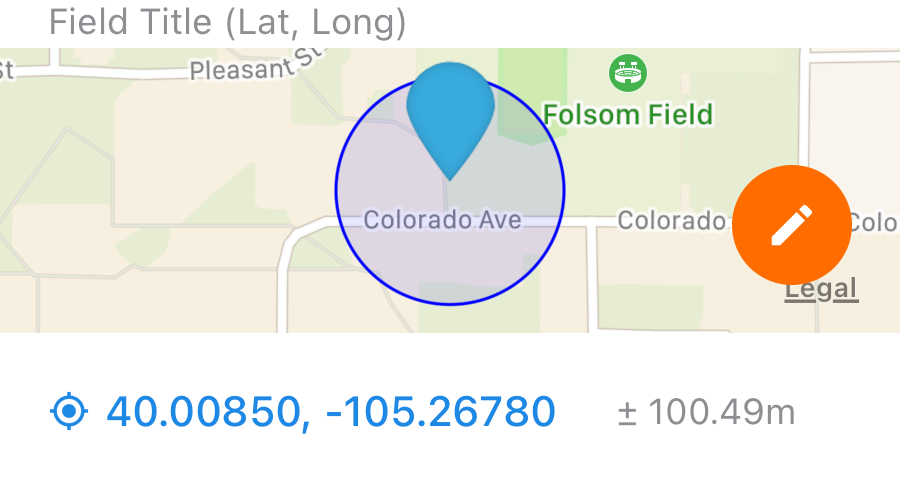 Field Title (Lat, Long)
St
Pleasant St
Folsom Field
Colorado Ave
Colorado
Colo
Legal
40.00850, -105.26780
± 100.49m